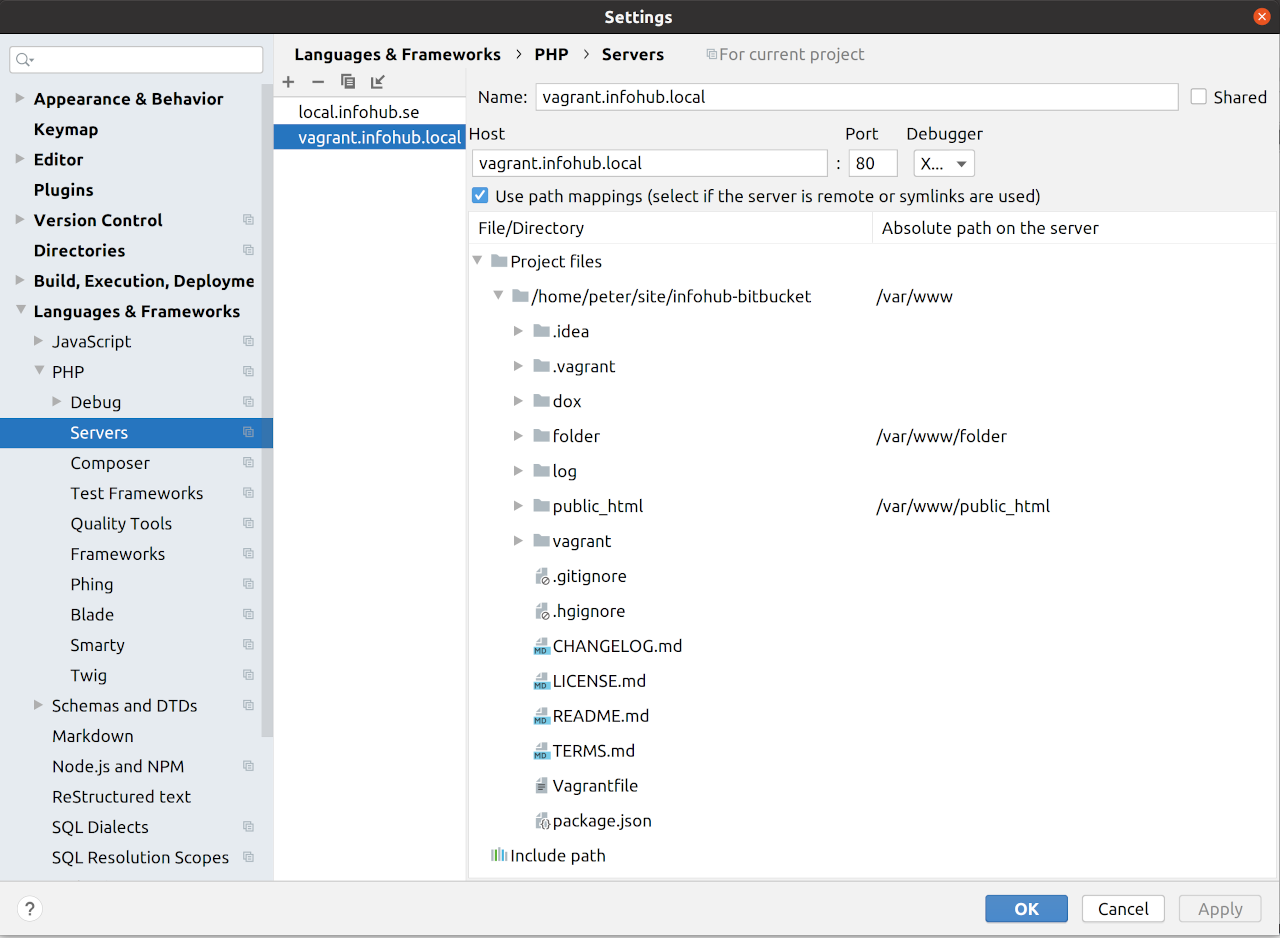 Settings
Languages & Frameworks › PHP › Servers For current project
Appearance & Behavior
Keymap
Editor
Plugins
Version Control
Directories
Build, Execution, Deployme
Languages & Frameworks
JavaScript
PHP
Debug
Servers
Composer
Test Frameworks
Quality Tools
Frameworks
Phing
Blade
Smarty
Twig
Schemas and DTDs
Markdown
Node.js and NPM
ReStructured text
SQL Dialects
SQL Resolution Scopes
local.infohub.se
vagrant.infohub.local
Name: vagrant.infohub.local Shared
Host Port Debugger
vagrant.infohub.local : 80 X...
Use path mappings (select if the server is remote or symlinks are used)
File/Directory Absolute path on the server
Project files
/home/peter/site/infohub-bitbucket /var/www
.idea
.vagrant
dox
folder /var/www/folder
log
public_html /var/www/public_html
vagrant
.gitignore
.hgignore
MD CHANGELOG.md
MD LICENSE.md
MD README.md
MD TERMS.md
Vagrantfile
package.json
Include path
? OK Cancel Apply